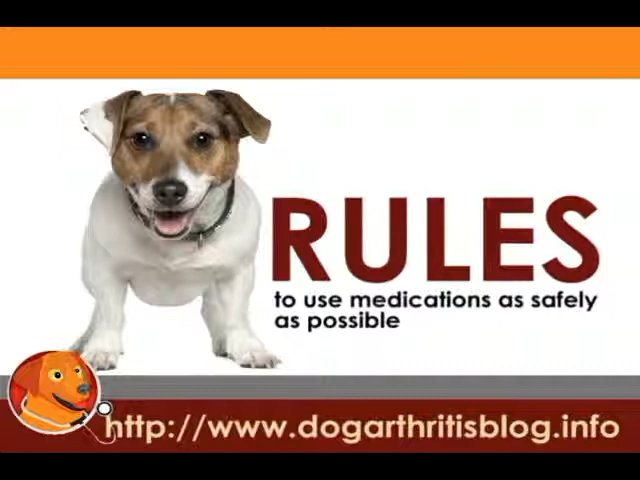 RULES
to use medications as safely
as possible
http://www.dogarthritisblog.info